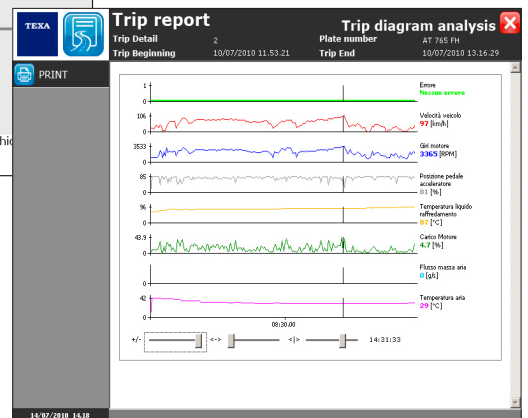 TEXA
Trip report
Trip diagram analysis
Trip Detail 2 Plate number AT 765 FH
Trip Beginning 10/07/2010 11.53.21 Trip End 10/07/2010 13.16.29
PRINT
hic
1
0
Errore
Nessun errore
106
0
Velocità veicolo
97 [km/h]
3533
0
Giri motore
3365 [RPM]
85
0
Posizione pedale
acceleratore
81 [%]
96
0
Temperatura liquido
raffredamento
87 [°C]
43.9
0
Carico Motore
4.7 [%]
0
Flusso massa aria
0 [g/s]
42
0
Temperatura aria
29 [°C]
08:30.00
+/- <-> <|> 14:31:33
14/07/2010 14.18